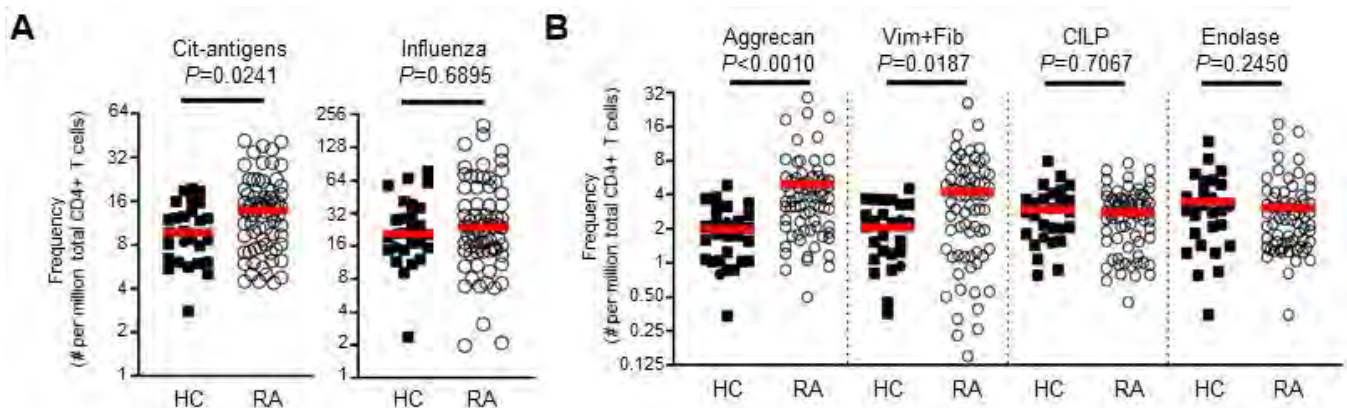 A
Cit-antigens
P=0.0241
Influenza
P=0.6895
Frequency
(# per million total CD4+ T cells)
64
32
16
8
4
2
1
HC RA
256
128
64
32
16
8
4
2
1
HC RA
B
Aggrecan
P<0.0010
Vim+Fib
P=0.0187
CILP
P=0.7067
Enolase
P=0.2450
Frequency
(# per million total CD4+ T cells)
32
16
8
4
2
1
0.50
0.25
0.125
HC RA HC RA HC RA HC RA